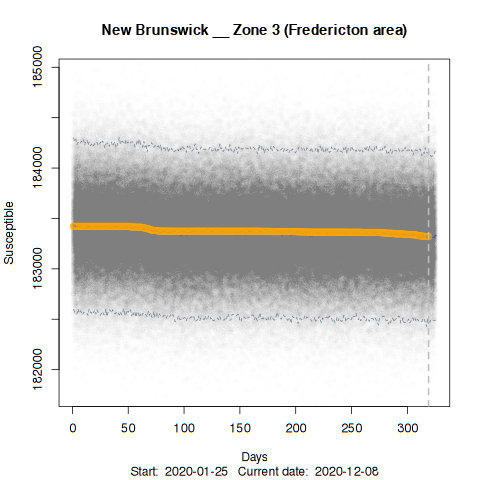 New Brunswick __ Zone 3 (Fredericton area)
185000
184000
183000
182000
Susceptible
0 50 100 150 200 250 300
Days
Start: 2020-01-25 Current date: 2020-12-08